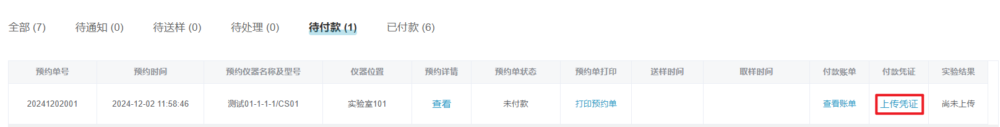 全部 (7) 待通知 (0) 待送样 (0) 待处理 (0) 待付款 (1) 已付款 (6)
预约单号 预约时间 预约仪器名称及型号 仪器位置 预约详情 预约单状态 预约单打印 送样时间 取样时间 付款账单 付款凭证 实验结果
20241202001 2024-12-02 11:58:46 测试01-1-1-1/CS01 实验室101 查看 未付款 打印预约单 查看账单 上传凭证 尚未上传